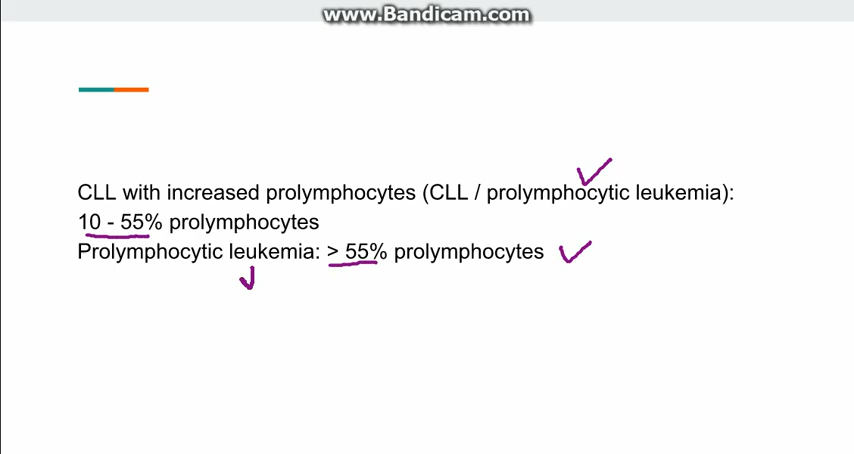 www.Bandicam.com
CLL with increased prolymphocytes (CLL / prolymphocytic leukemia):
10 - 55% prolymphocytes
Prolymphocytic leukemia: > 55% prolymphocytes